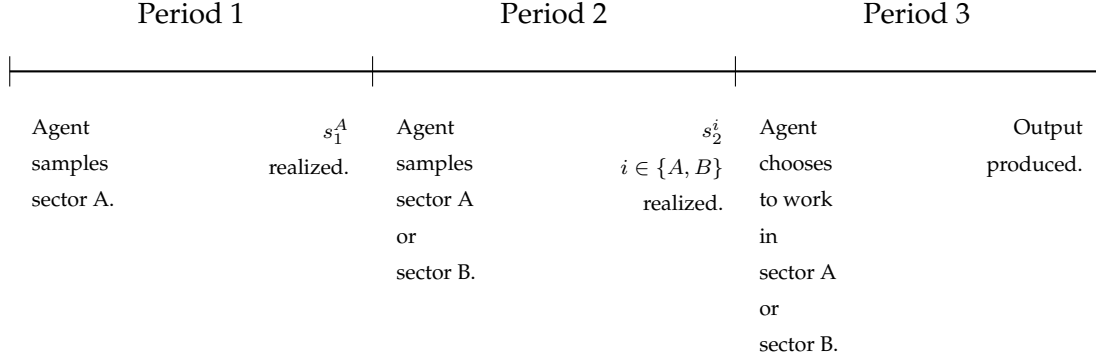 Period 1
Period 2
Period 3
Agent
samples
sector A.
s_1^A
realized.
Agent
samples
sector A
or
sector B.
s_2^i
i ∈ {A, B}
realized.
Agent
chooses
to work
in
sector A
or
sector B.
Output
produced.